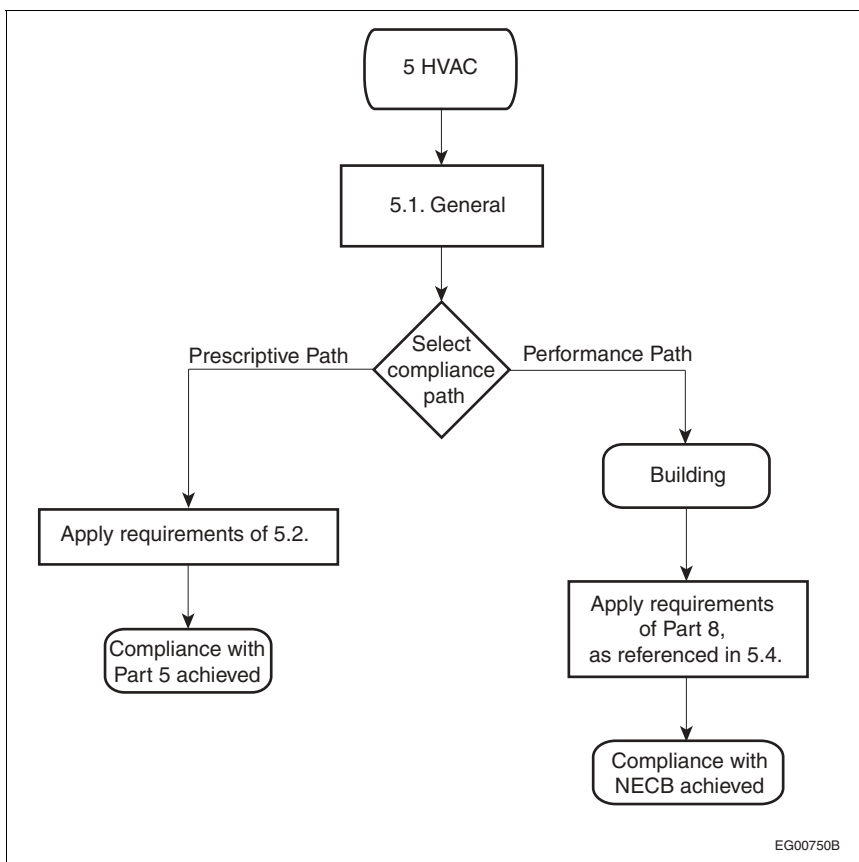 5 HVAC
5.1. General
Select
compliance
path
Prescriptive Path
Performance Path
Building
Apply requirements of 5.2.
Apply requirements
of Part 8,
as referenced in 5.4.
Compliance with
Part 5 achieved
Compliance with
NECB achieved
EG00750B